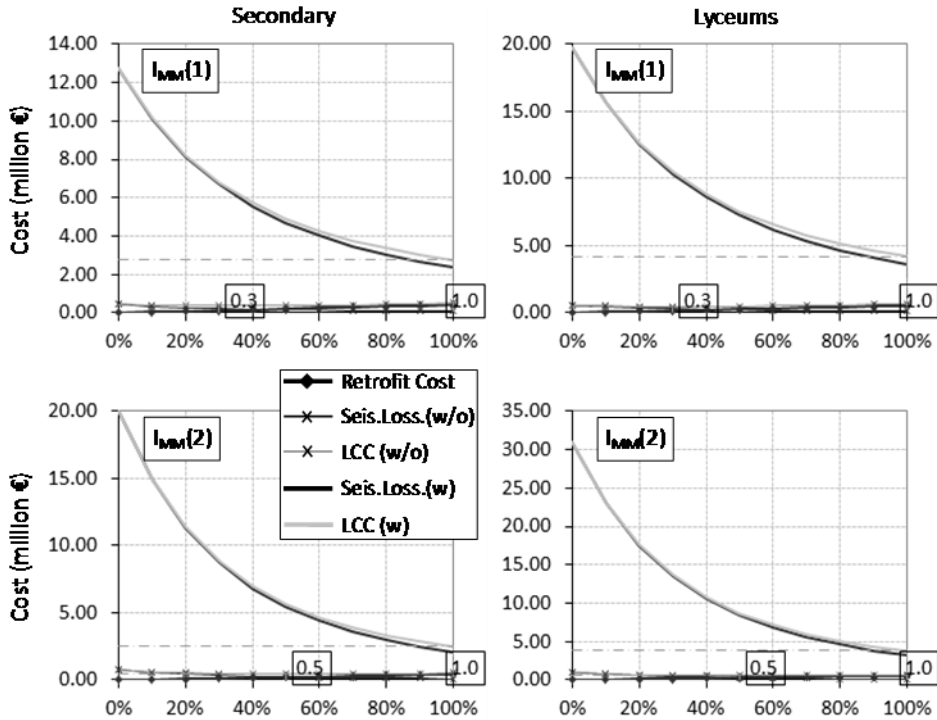 Secondary
Lyceums
Cost (million €)
14.00
12.00
10.00
8.00
6.00
4.00
2.00
0.00
I_MM(1)
0.3
1.0
0% 20% 40% 60% 80% 100%
20.00
15.00
10.00
5.00
0.00
I_MM(1)
0.3
1.0
0% 20% 40% 60% 80% 100%
Cost (million €)
20.00
15.00
10.00
5.00
0.00
I_MM(2)
0.5
1.0
0% 20% 40% 60% 80% 100%
Retrofit Cost
Seis.Loss.(w/o)
LCC (w/o)
Seis.Loss.(w)
LCC (w)
35.00
30.00
25.00
20.00
15.00
10.00
5.00
0.00
I_MM(2)
0.5
1.0
0% 20% 40% 60% 80% 100%